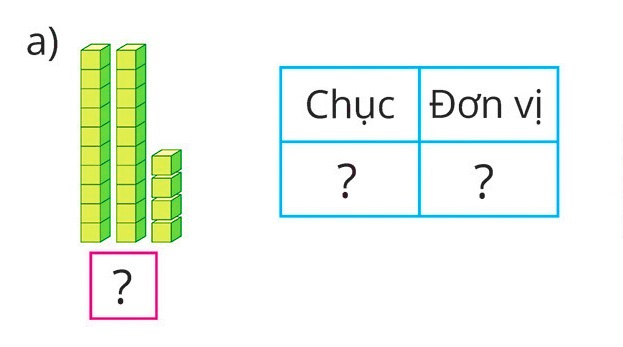 a)
Chục Đơn vị
? ?
?